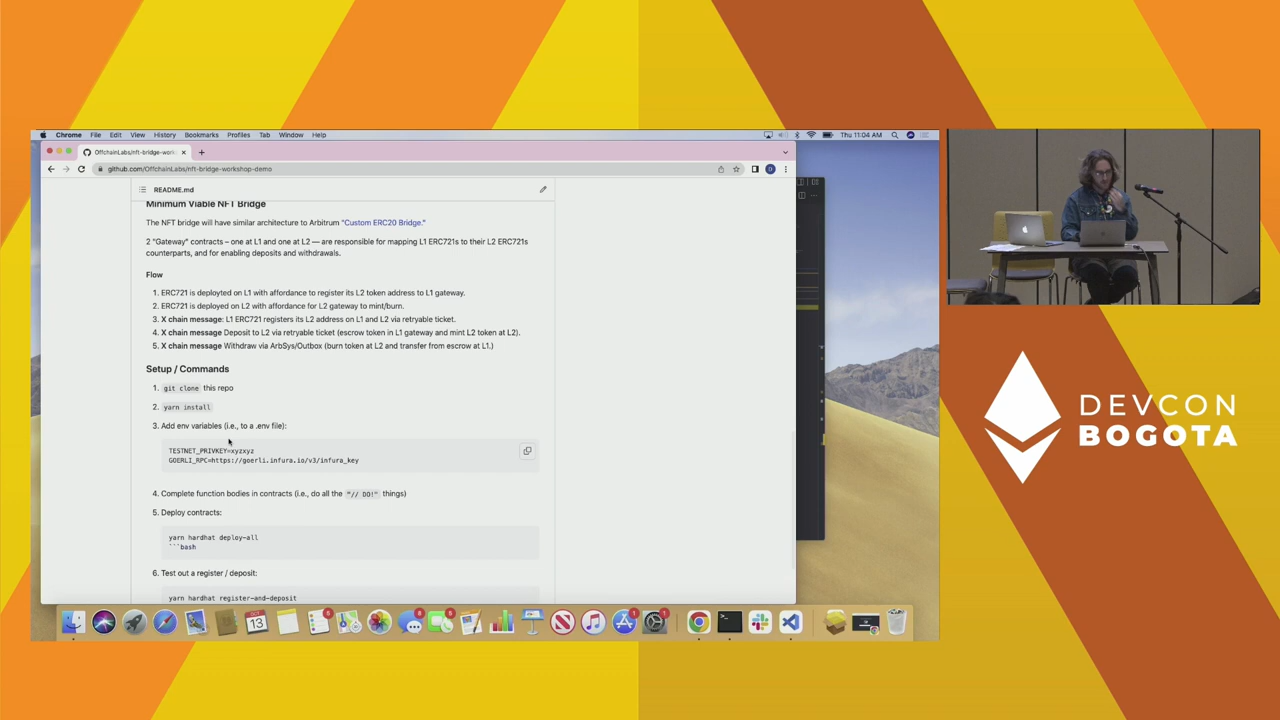 Chrome File Edit View History Bookmarks Profiles Tab Window Help
Thu 11:04 AM
OffchainLabs/nft-bridge-work
github.com/OffchainLabs/nft-bridge-workshop-demo
README.md
Minimum Viable NFT Bridge
The NFT bridge will have similar architecture to Arbitrum "Custom ERC20 Bridge."
2 "Gateway" contracts – one at L1 and one at L2 — are responsible for mapping L1 ERC721s to their L2 ERC721s
counterparts, and for enabling deposits and withdrawals.
Flow
1. ERC721 is deployted on L1 with affordance to register its L2 token address to L1 gateway.
2. ERC721 is deployed on L2 with affordance for L2 gateway to mint/burn.
3. X chain message: L1 ERC721 registers its L2 address on L1 and L2 via retryable ticket.
4. X chain message Deposit to L2 via retryable ticket (escrow token in L1 gateway and mint L2 token at L2).
5. X chain message Withdraw via ArbSys/Outbox (burn token at L2 and transfer from escrow at L1.)
Setup / Commands
1. git clone this repo
2. yarn install
3. Add env variables (i.e., to a .env file):
TESTNET_PRIVKEY=xyzxyz
GOERLI_RPC=https://goerli.infura.io/v3/infura_key
4. Complete function bodies in contracts (i.e., do all the "// DO!" things)
5. Deploy contracts:
yarn hardhat deploy-all
```bash
6. Test out a register / deposit:
yarn hardhat register-and-deposit
OCT
13
DEVCON
BOGOTA